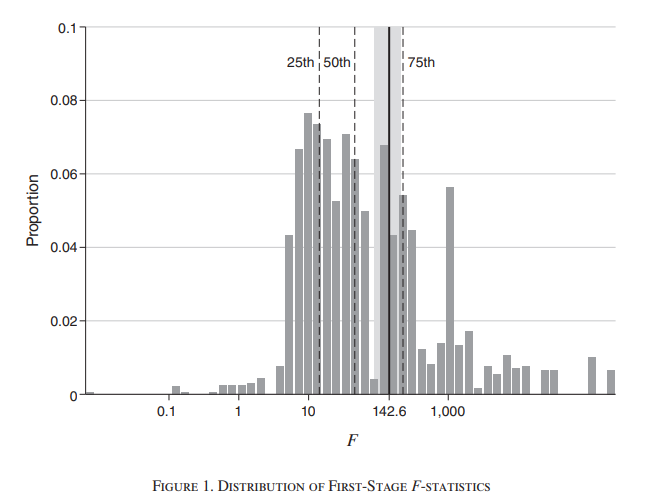 0.1
25th 50th 75th
0.08
0.06
Proportion
0.04
0.02
0
0.1 1 10 142.6 1,000
F
FIGURE 1. DISTRIBUTION OF FIRST-STAGE F-STATISTICS